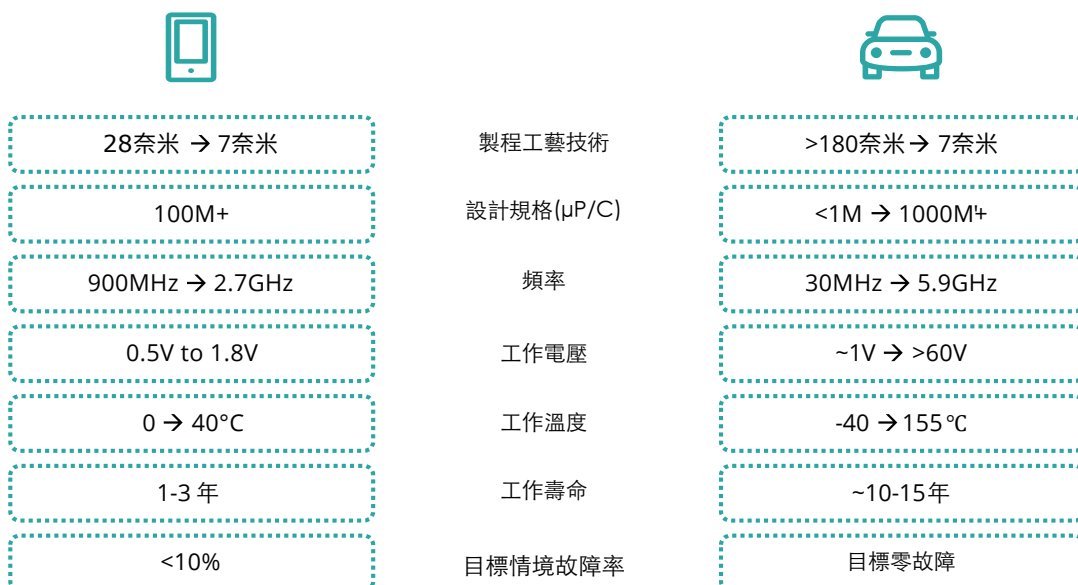 28奈米 → 7奈米 製程工藝技術 >180奈米→ 7奈米
100M+ 設計規格(µP/C) <1M → 1000M+
900MHz → 2.7GHz 頻率 30MHz → 5.9GHz
0.5V to 1.8V 工作電壓 ~1V → >60V
0 → 40°C 工作溫度 -40 →155℃
1-3 年 工作壽命 ~10-15年
<10% 目標情境故障率 目標零故障